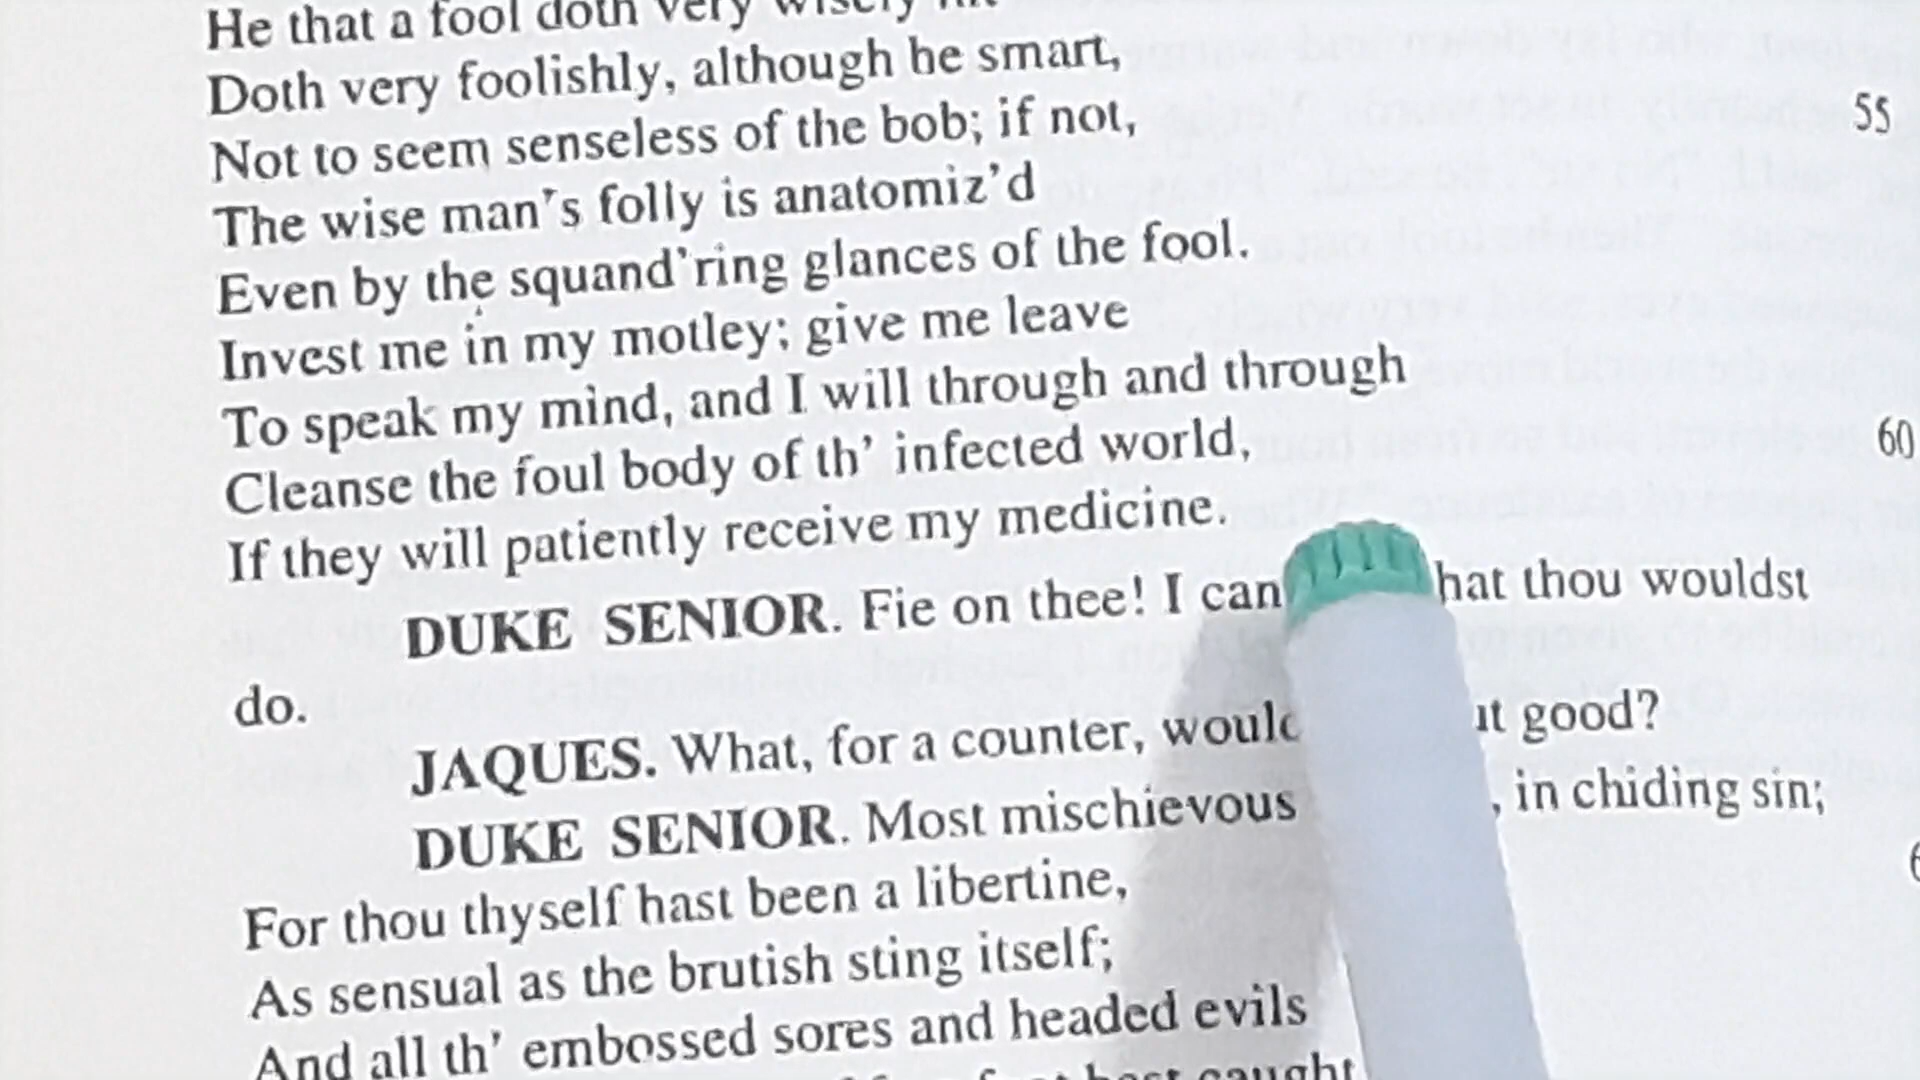 He that a fool doth very wisely hit
Doth very foolishly, although he smart,
55
Not to seem senseless of the bob; if not,
The wise man's folly is anatomiz'd
Even by the squand'ring glances of the fool.
Invest me in my motley; give me leave
To speak my mind, and I will through and through
60
Cleanse the foul body of th' infected world,
If they will patiently receive my medicine.
DUKE SENIOR. Fie on thee! I can thou wouldst
do.
JAQUES. What, for a counter, good?
DUKE SENIOR. Most mischievous , in chiding sin;
For thou thyself hast been a libertine,
As sensual as the brutish sting itself;
And all th' embossed sores and headed evils
caught